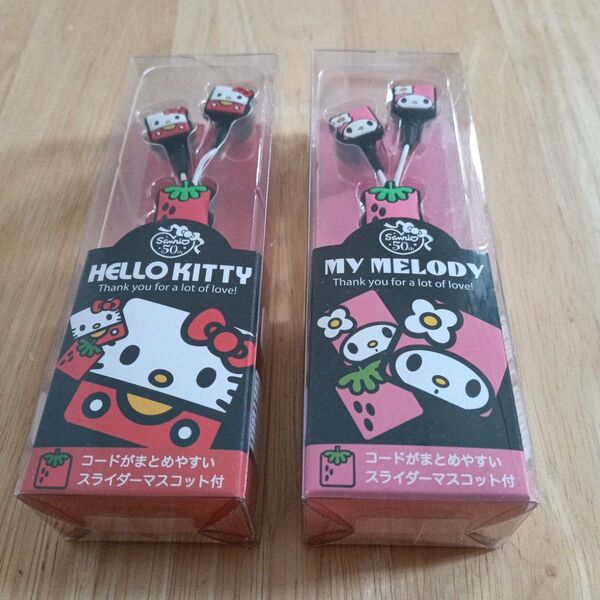 Sanrio
50th
HELLO KITTY
Thank you for a lot of love!
コードがまとめやすい
スライダーマスコット付
Sanrio
50th
MY MELODY
Thank you for a lot of love!
コードがまとめやすい
スライダーマスコット付